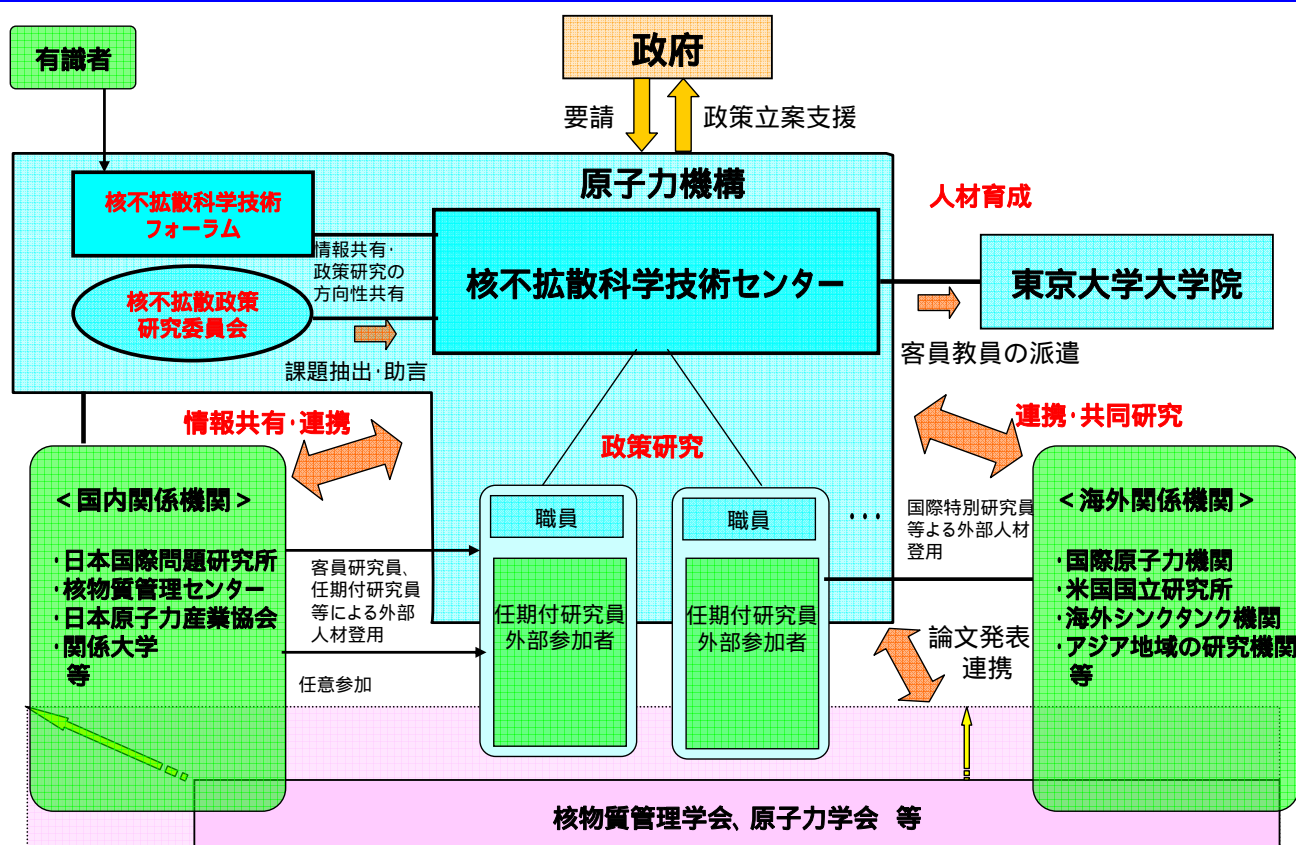 有識者
政府
要請
政策立案支援
原子力機構
核不拡散科学技術
フォーラム
情報共有・
政策研究の
方向性共有
核不拡散政策
研究委員会
課題抽出・助言
核不拡散科学技術センター
人材育成
東京大学大学院
客員教員の派遣
情報共有・連携
政策研究
連携・共同研究
＜国内関係機関＞
・日本国際問題研究所
・核物質管理センター
・日本原子力産業協会
・関係大学
等
客員研究員、
任期付研究員
等による外部
人材登用
任意参加
職員
任期付研究員
外部参加者
職員
任期付研究員
外部参加者
・・・
国際特別研究員
等よる外部人材
登用
＜海外関係機関＞
・国際原子力機関
・米国国立研究所
・海外シンクタンク機関
・アジア地域の研究機関
等
論文発表
連携
核物質管理学会、原子力学会 等